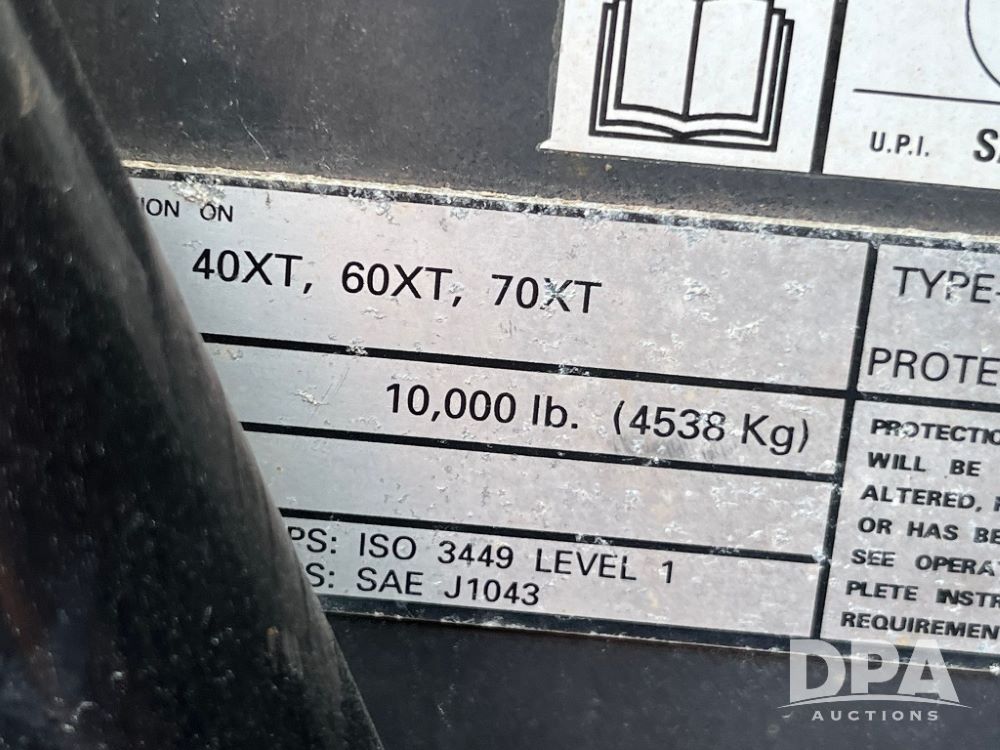 U.P.I.
ION ON
40XT, 60XT, 70XT
10,000 lb. (4538 Kg)
PS: ISO 3449 LEVEL 1
S: SAE J1043
TYPE-
PROTE
PROTECTIO
WILL BE
ALTERED,
OR HAS BE
SEE OPERA
PLETE INSTR
REQUIREMEN
DPA
AUCTIONS